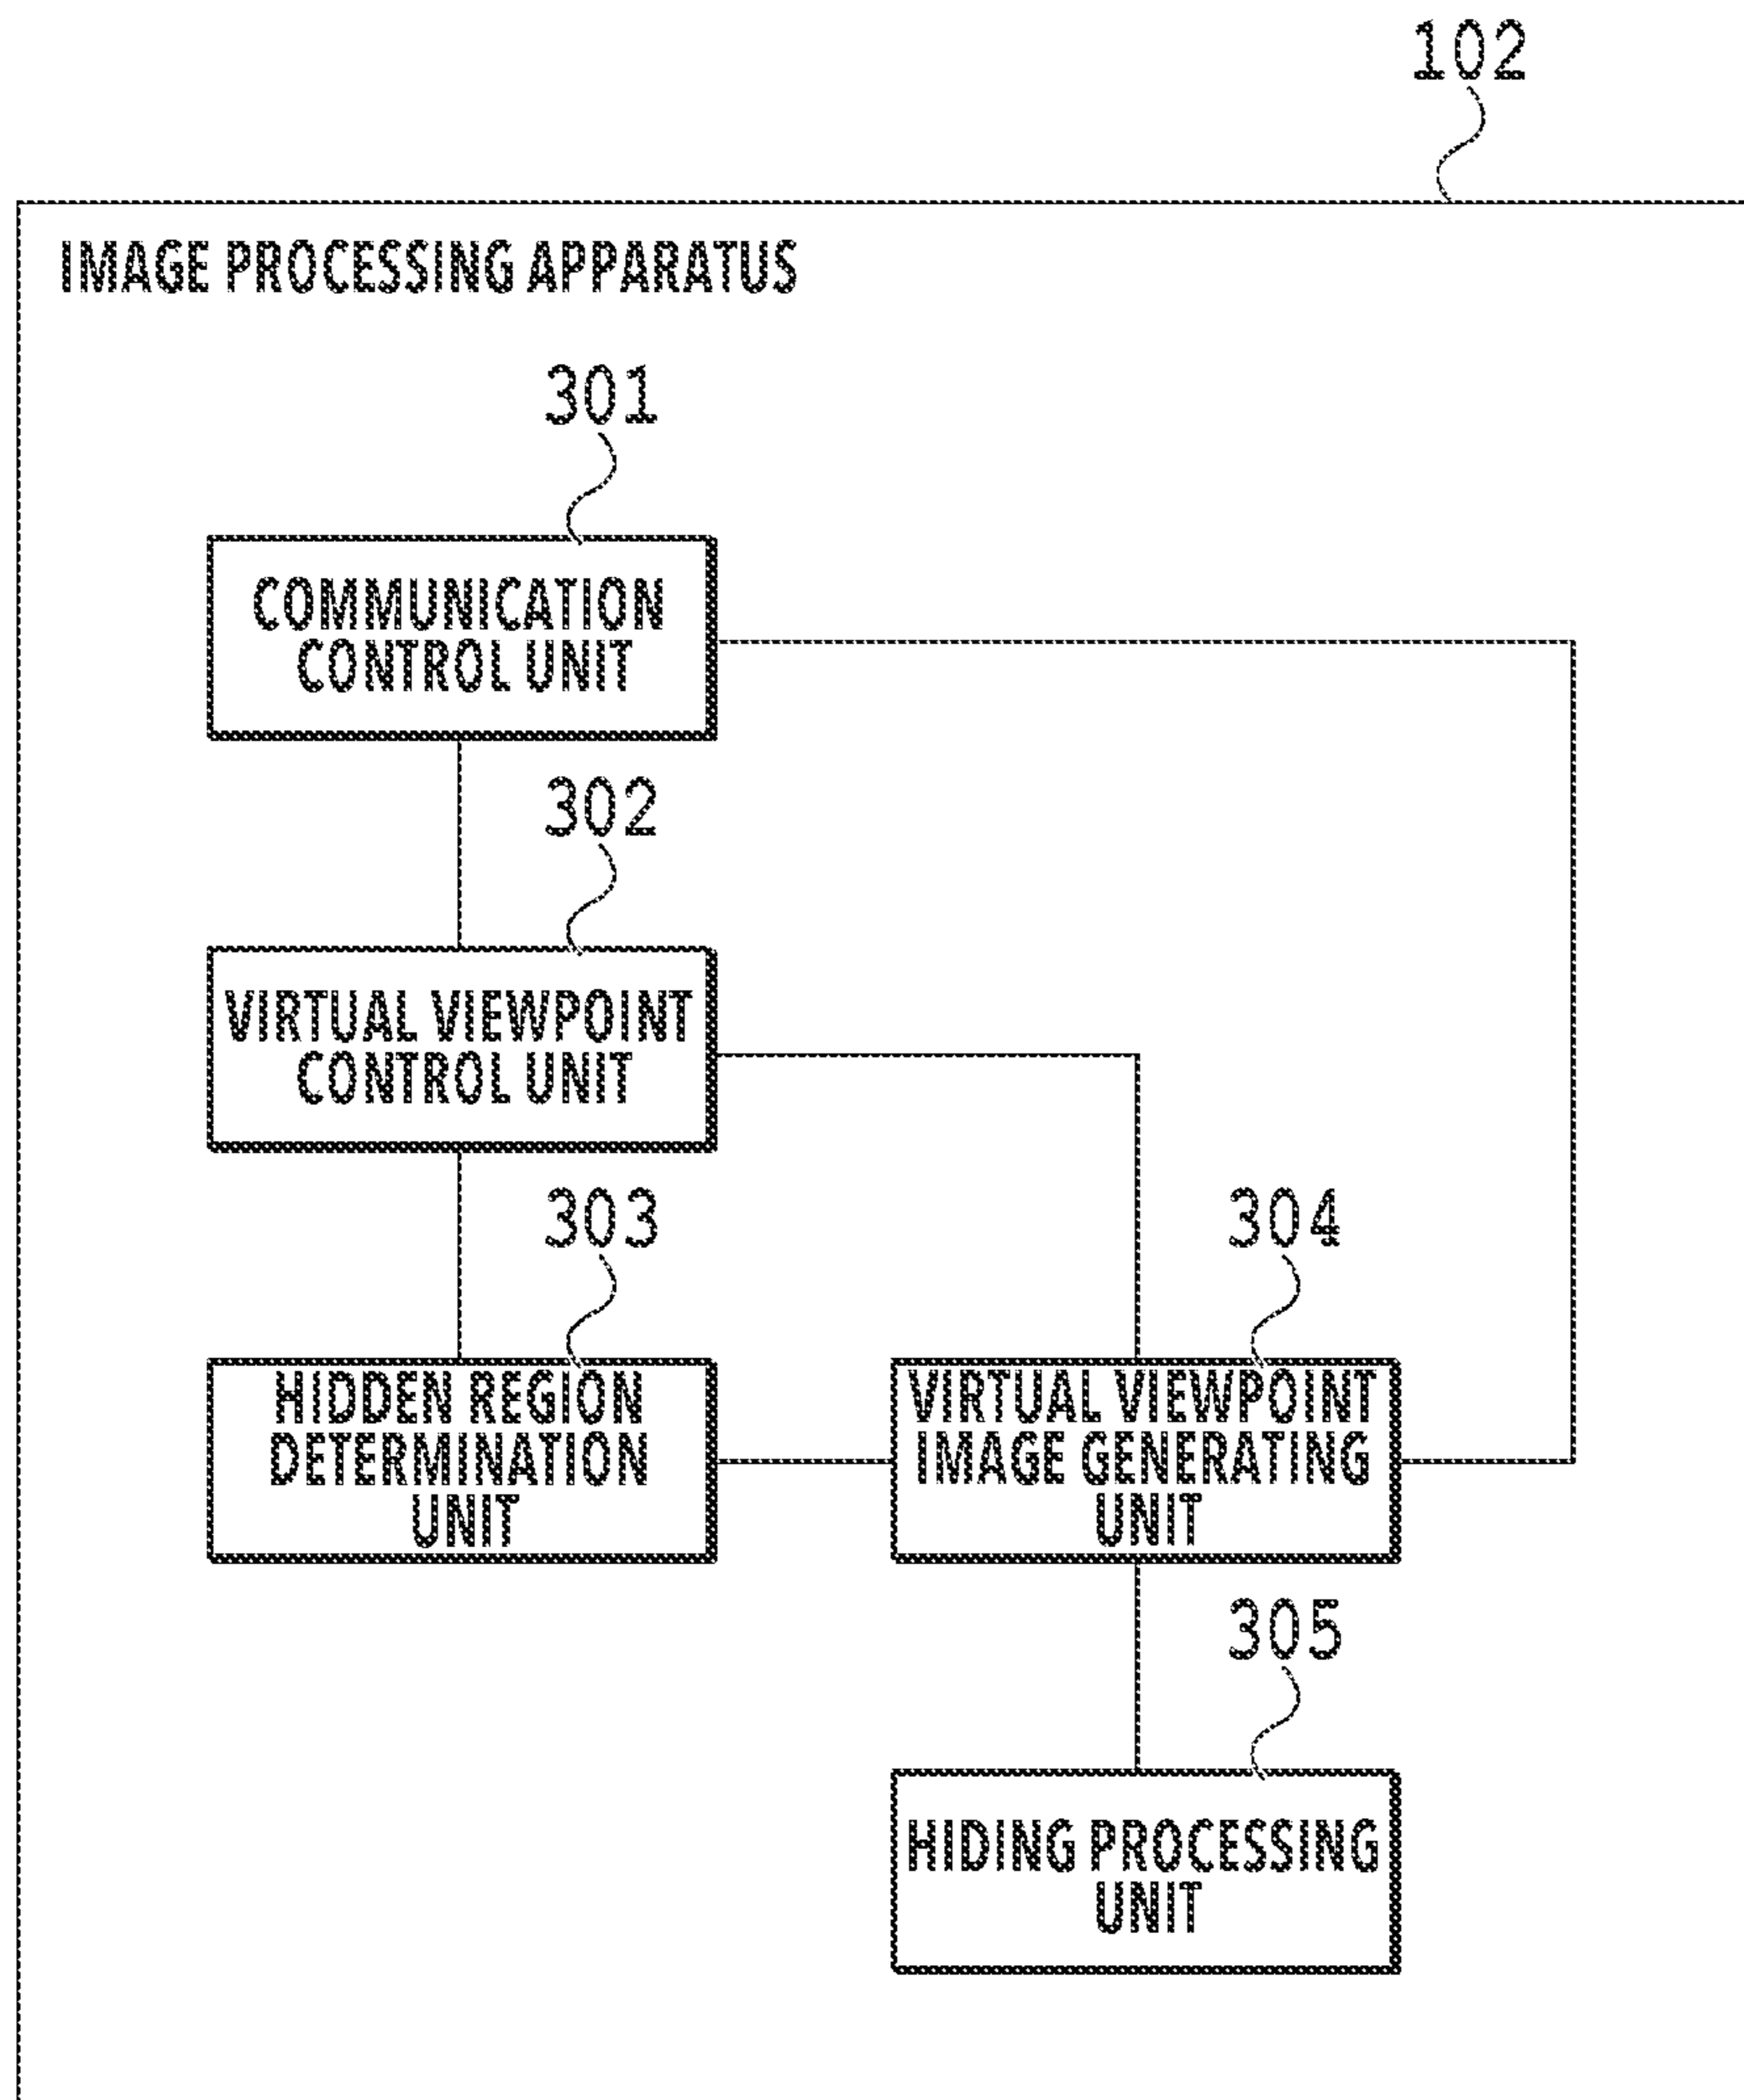 102
IMAGE PROCESSING APPARATUS
301
COMMUNICATION
CONTROL UNIT
302
VIRTUAL VIEWPOINT
CONTROL UNIT
303
HIDDEN REGION
DETERMINATION
UNIT
304
VIRTUAL VIEWPOINT
IMAGE GENERATING
UNIT
305
HIDING PROCESSING
UNIT